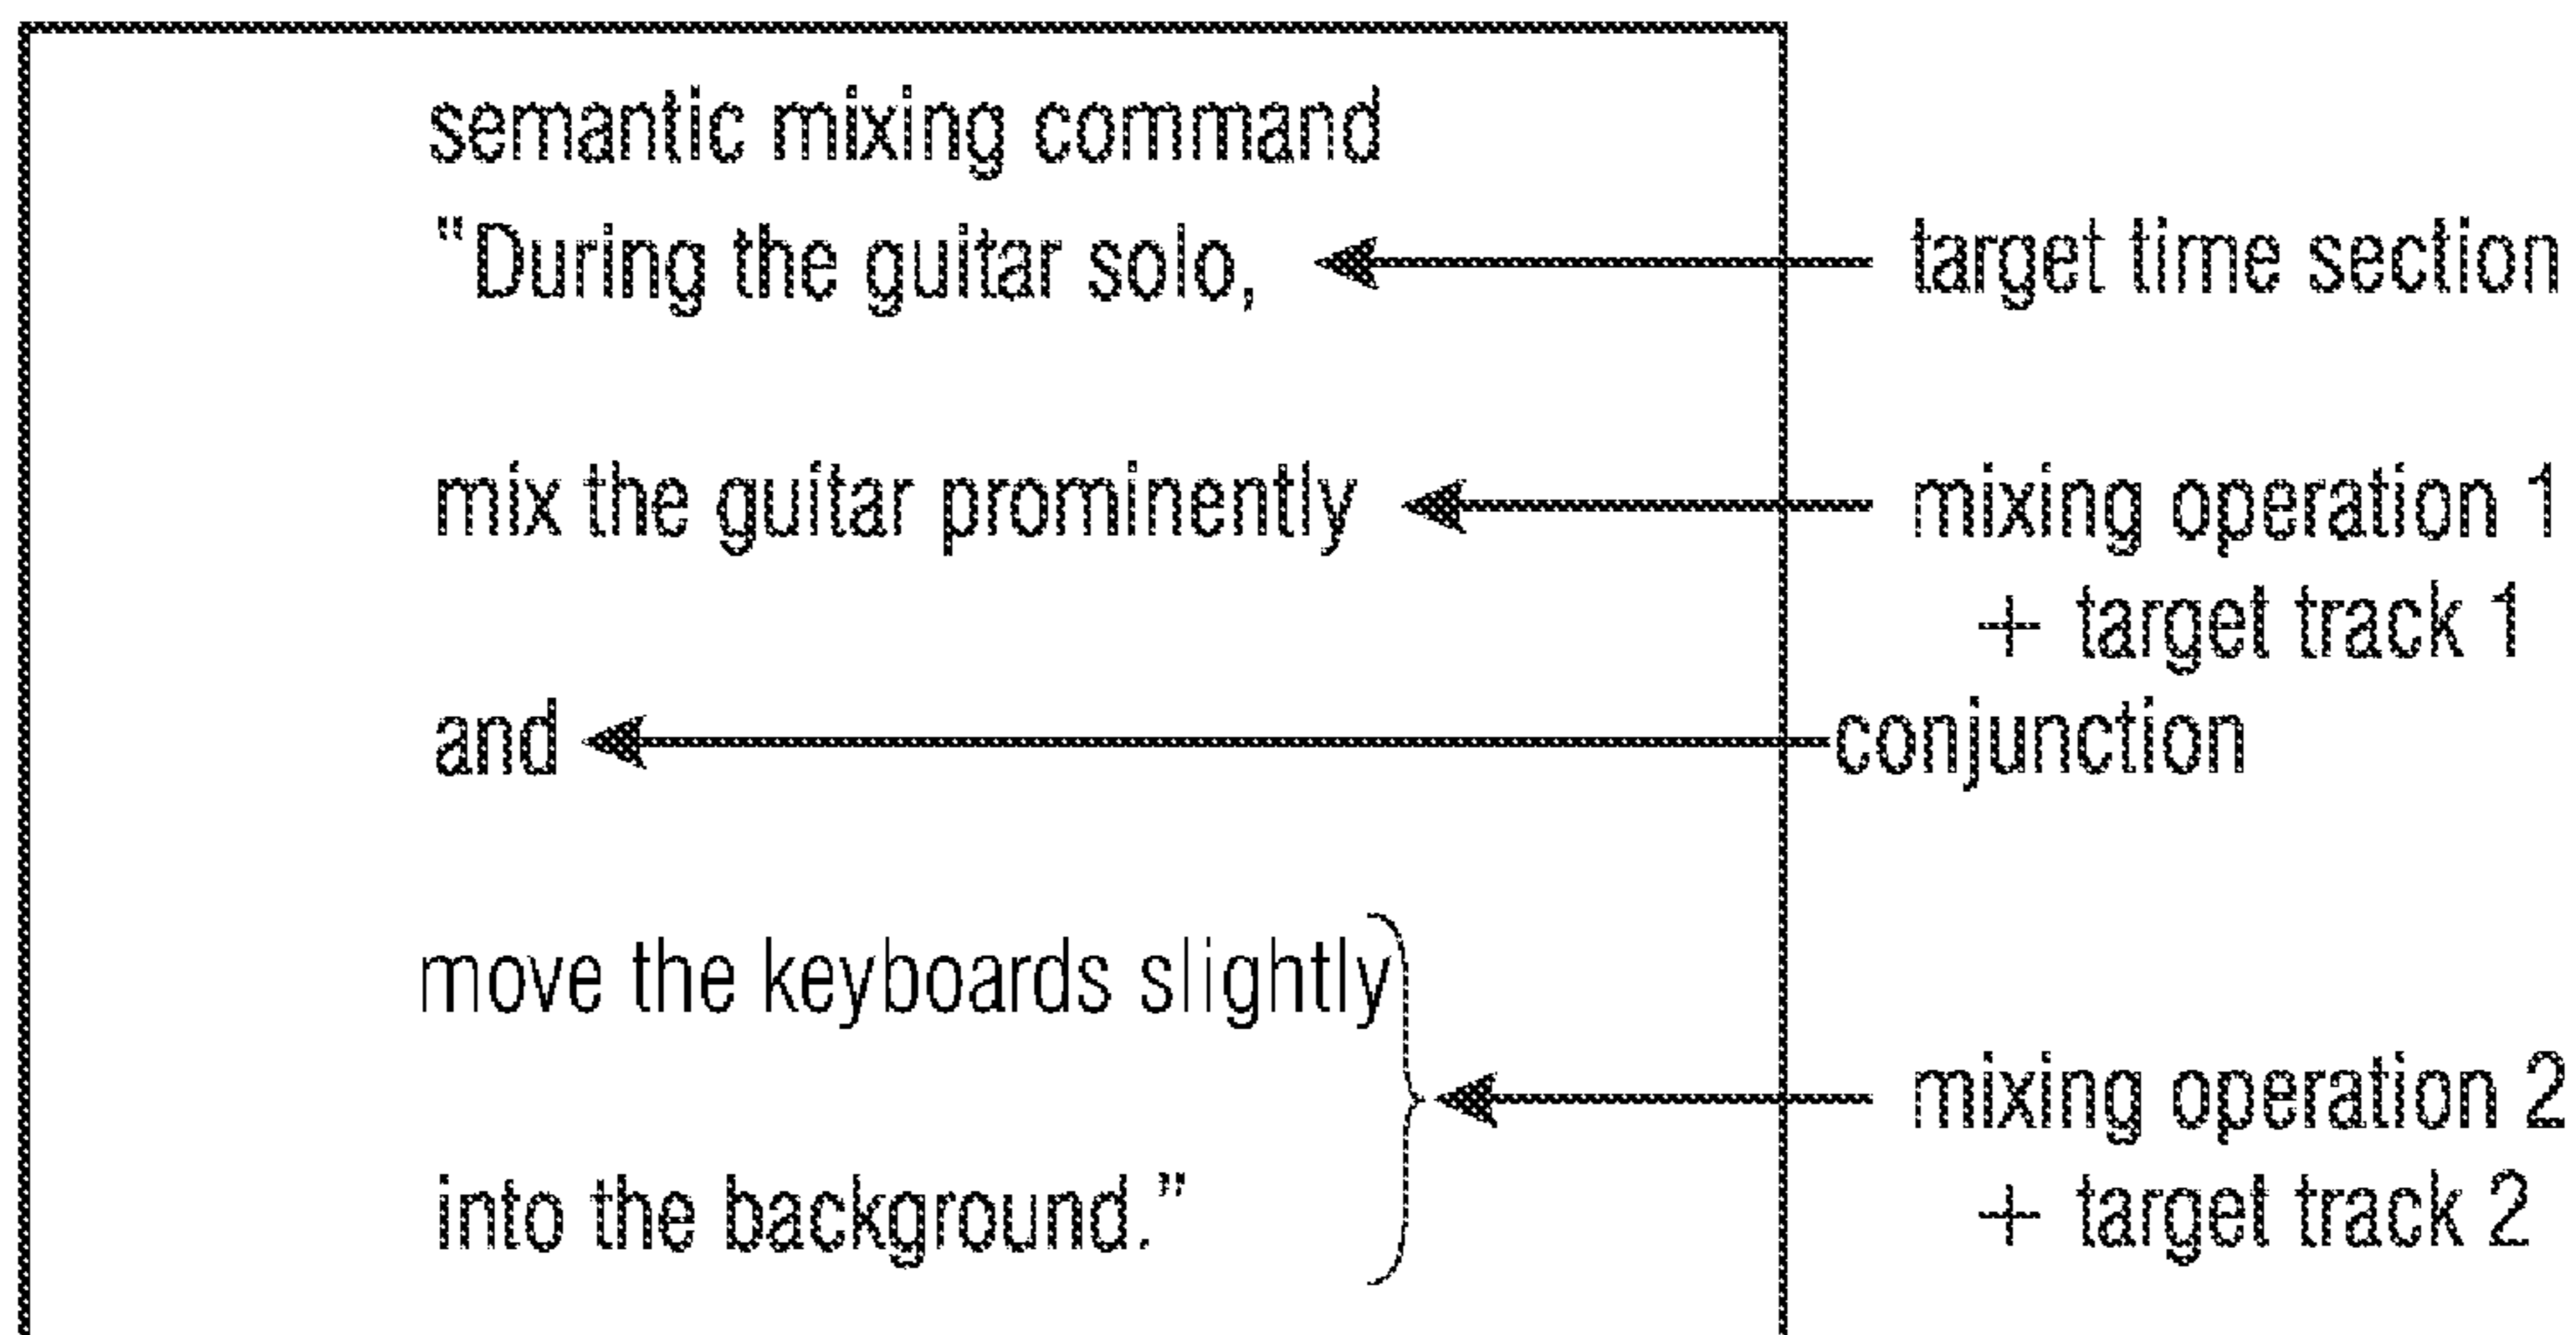 semantic mixing command
"During the guitar solo,
target time section
mix the guitar prominently
mixing operation 1
+ target track 1
and
conjunction
move the keyboards slightly
into the background."
mixing operation 2
+ target track 2